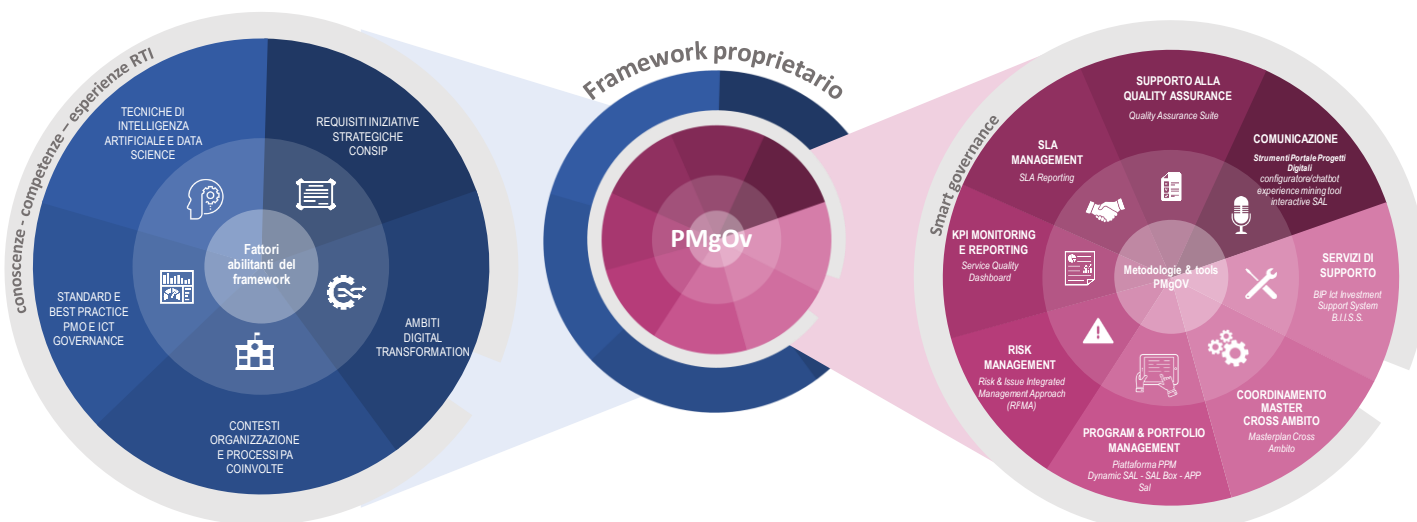 conoscenze - competenze – esperienze RTI
TECNICHE DI
INTELLIGENZA
ARTIFICIALE E DATA
SCIENCE
REQUISITI INIZIATIVE
STRATEGICHE
CONSIP
Fattori
abilitanti del
framework
STANDARD E
BEST PRACTICE
PMO E ICT
GOVERNANCE
AMBITI
DIGITAL
TRANSFORMATION
CONTESTI
ORGANIZZAZIONE
E PROCESSI PA
COINVOLTE
Framework proprietario
PMgOv
Smart governance
SUPPORTO ALLA
QUALITY ASSURANCE
Quality Assurance Suite
COMUNICAZIONE
Strumenti Portale Progetti
Digitali
configuratore/chatbot
experience mining tool
interactive SAL
SLA
MANAGEMENT
SLA Reporting
KPI MONITORING
E REPORTING
Service Quality
Dashboard
Metodologie & tools
PMgOV
SERVIZI DI
SUPPORTO
BIP Ict Investment
Support System
B.I.I.S.S.
RISK
MANAGEMENT
Risk & Issue Integrated
Management Approach
(RFMA)
COORDINAMENTO
MASTER
CROSS AMBITO
Masterplan Cross
Ambito
PROGRAM & PORTFOLIO
MANAGEMENT
Piattaforma PPM
Dynamic SAL - SAL Box - APP
Sal